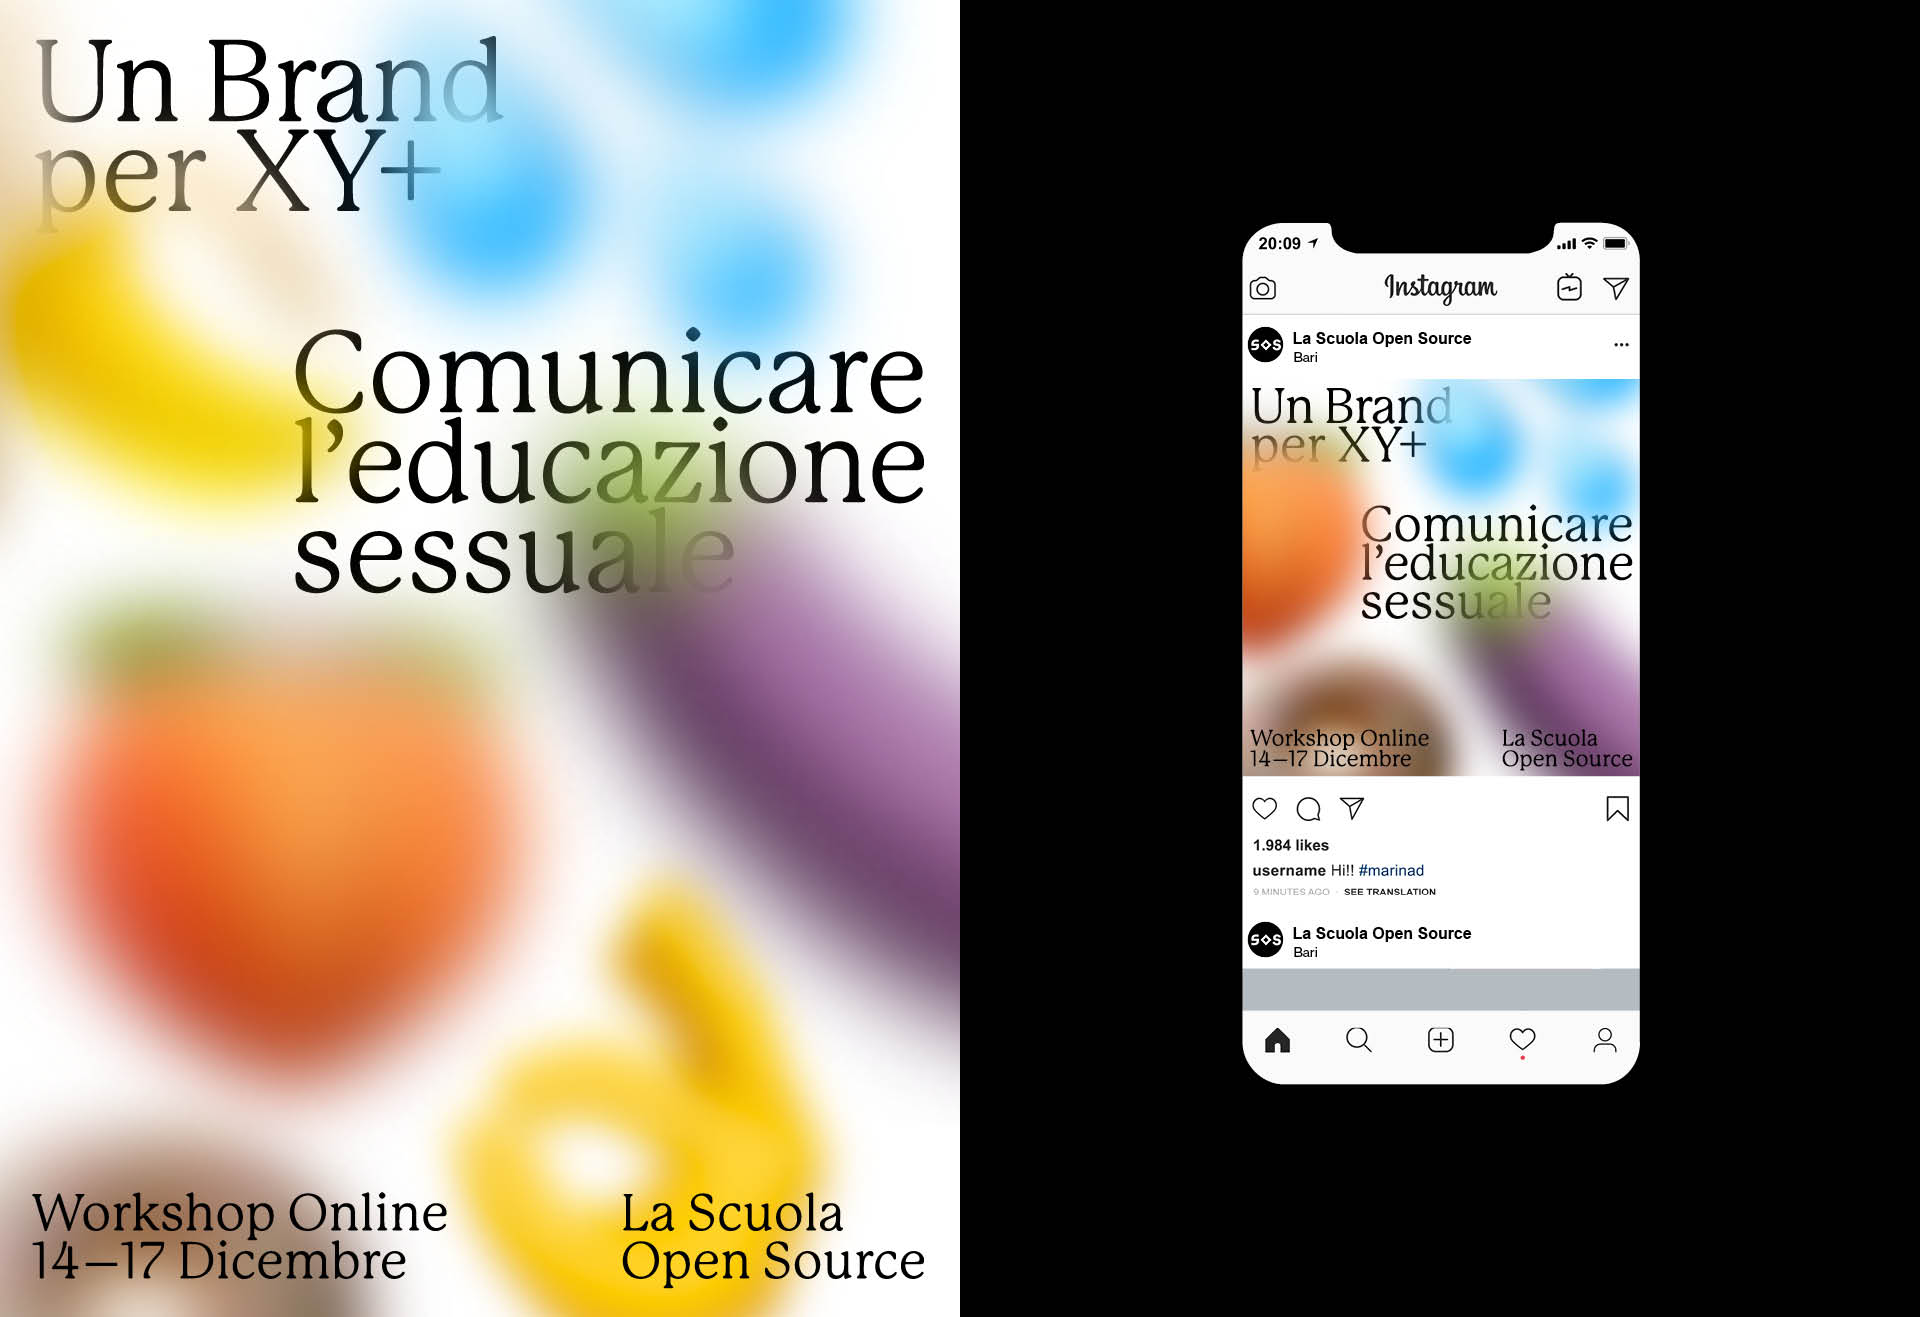 Un Brand
per XY+
Comunicare
l’educazione
sessuale
Workshop Online
14—17 Dicembre
La Scuola
Open Source
20:09
Instagram
SOS
La Scuola Open Source
Bari
Un Brand
per XY+
Comunicare
l’educazione
sessuale
Workshop Online
14—17 Dicembre
La Scuola
Open Source
1.984 likes
username Hi!! #marinad
9 MINUTES AGO · SEE TRANSLATION
SOS
La Scuola Open Source
Bari